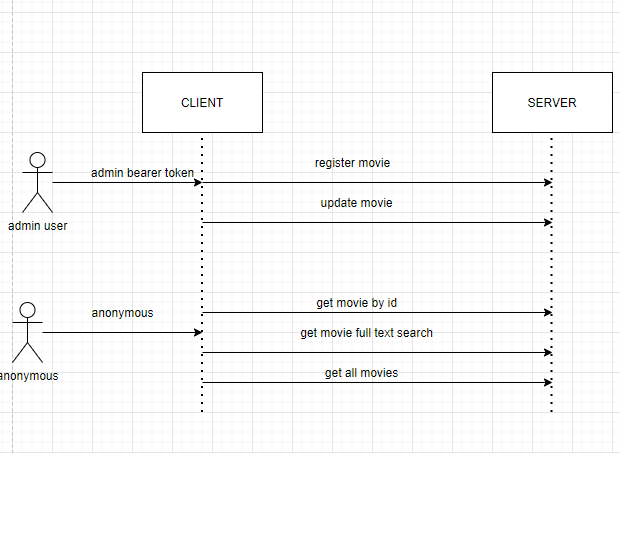 CLIENT
SERVER
admin bearer token
register movie
update movie
admin user
anonymous
get movie by id
get movie full text search
get all movies
anonymous